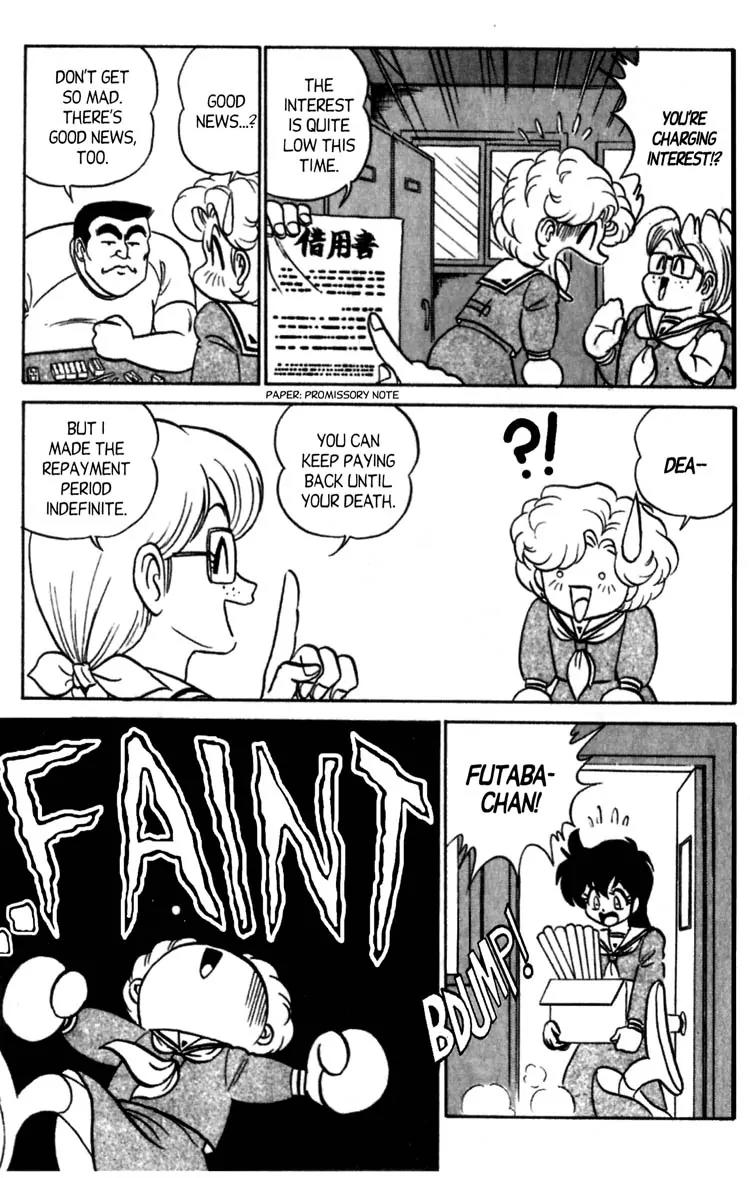 YOU'RE
CHARGING
INTEREST!?
THE
INTEREST
IS QUITE
LOW THIS
TIME.
借用書
PAPER: PROMISSORY NOTE
GOOD
NEWS...?
DON'T GET
SO MAD.
THERE'S
GOOD NEWS,
TOO.
?!
DEA–
YOU CAN
KEEP PAYING
BACK UNTIL
YOUR DEATH.
BUT I
MADE THE
REPAYMENT
PERIOD
INDEFINITE.
FUTABA-
CHAN!
BDUMP!
..FAINT